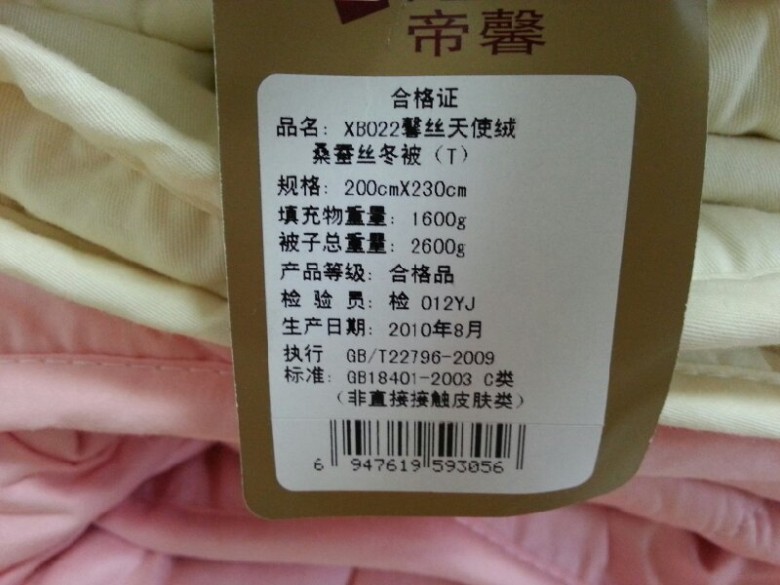 帝馨
合格证
品名: XB022馨丝天使绒
桑蚕丝冬被(T)
规格: 200cmX230cm
填充物重量: 1600g
被子总重量: 2600g
产品等级: 合格品
检 验 员: 检 012YJ
生产日期: 2010年8月
执行 GB/T22796-2009
标准: GB18401-2003 C类
(非直接接触皮肤类)
6 947619 593056